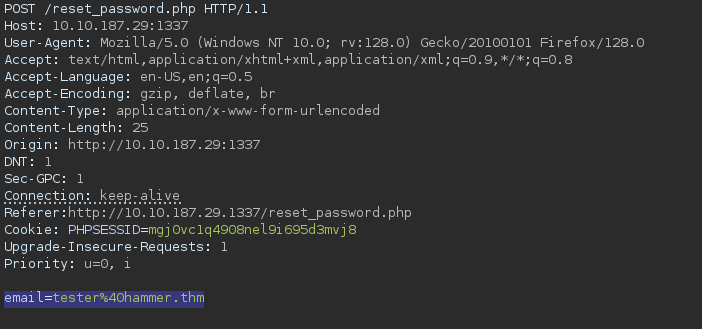 POST /reset_password.php HTTP/1.1
Host: 10.10.187.29:1337
User-Agent: Mozilla/5.0 (Windows NT 10.0; rv:128.0) Gecko/20100101 Firefox/128.0
Accept: text/html,application/xhtml+xml,application/xml;q=0.9,*/*;q=0.8
Accept-Language: en-US,en;q=0.5
Accept-Encoding: gzip, deflate, br
Content-Type: application/x-www-form-urlencoded
Content-Length: 25
Origin: http://10.10.187.29:1337
DNT: 1
Sec-GPC: 1
Connection: keep-alive
Referer:http://10.10.187.29.1337/reset_password.php
Cookie: PHPSESSID=mgj0vc1q4908nel9i695d3mvj8
Upgrade-Insecure-Requests: 1
Priority: u=0, i
email=tester%40hammer.thm